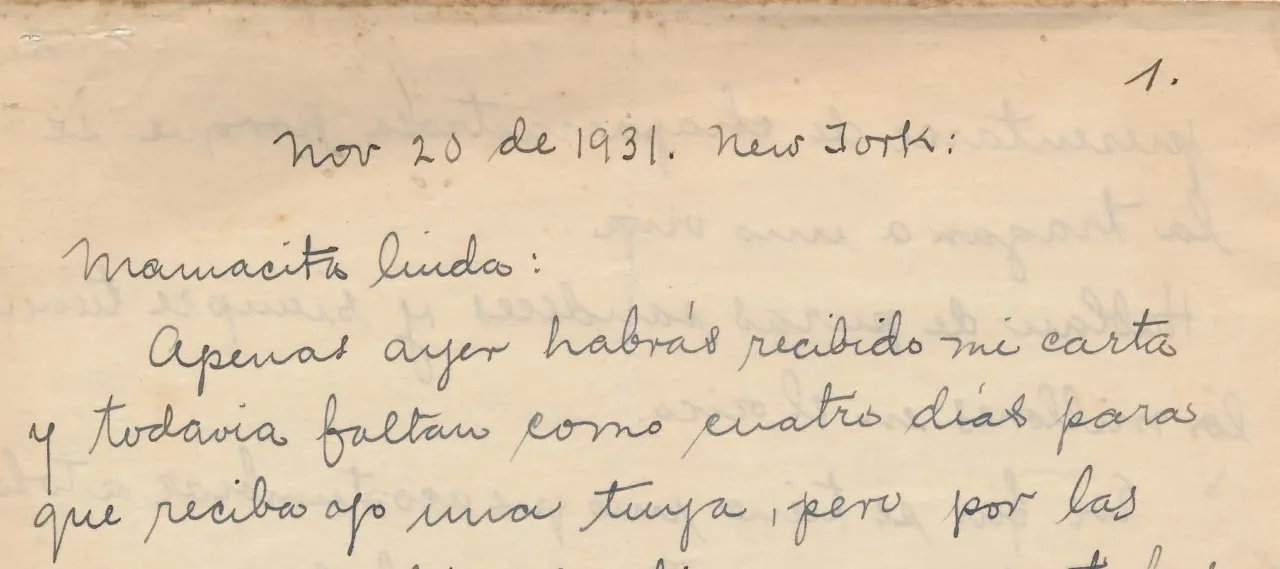 1.
Nov 20 de 1931. New York:
Mamacita linda:
Apenas ayer habrás recibido mi carta
y todavia faltan como cuatro días para
que reciba yo una tuya, pero por las